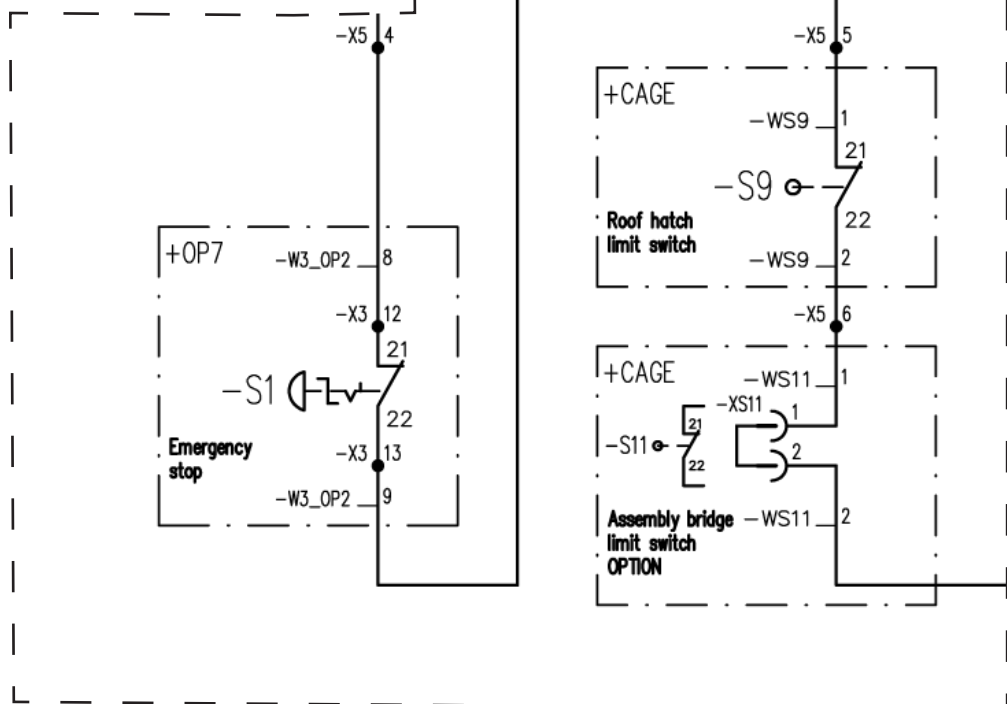 -X5 4
+OP7
-W3_OP2 8
-X3 12
21
-S1
22
Emergency
stop
-X3 13
-W3_OP2 9
-X5 5
+CAGE
-WS9 1
21
-S9
22
Roof hatch
limit switch
-WS9 2
-X5 6
+CAGE
-WS11 1
-XS11 1
21
-S11
22
2
Assembly bridge
limit switch
OPTION
-WS11 2